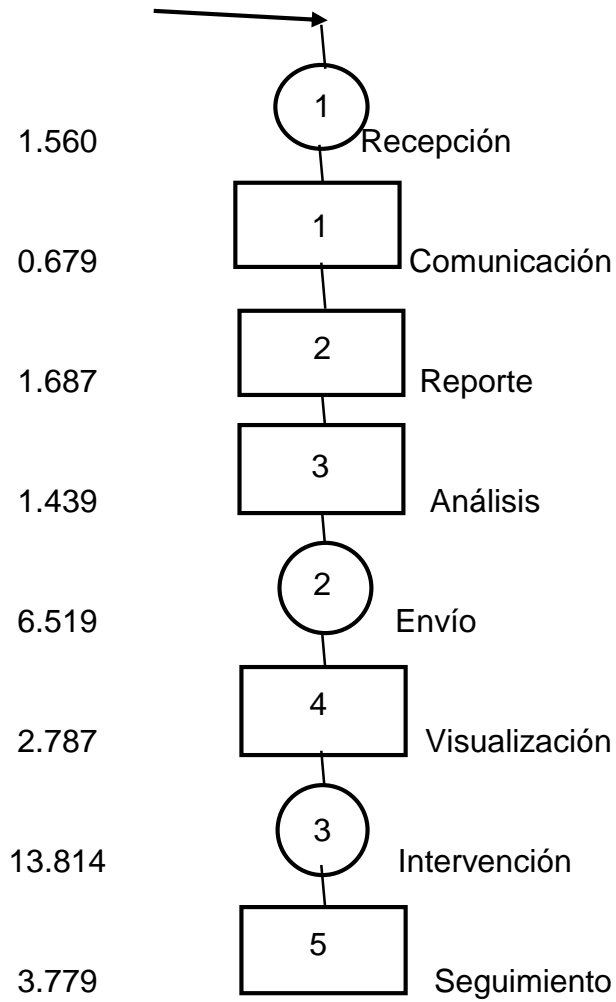 1
1.560 Recepción
1
0.679 Comunicación
2
1.687 Reporte
3
1.439 Análisis
2
6.519 Envío
4
2.787 Visualización
3
13.814 Intervención
5
3.779 Seguimiento